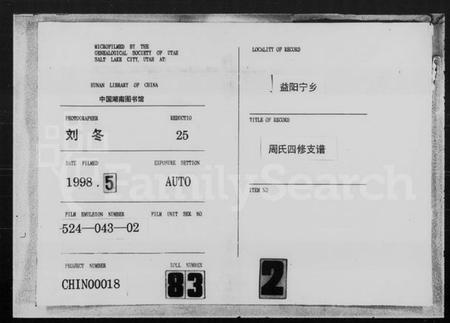 MICROFILMED BY THE
GENEALOGICAL SOCIETY OF UTAH
SALT LAKE CITY, UTAH AT:
HUNAN LIBRARY OF CHINA
中国湖南图书馆
PHOTOGRAPHER REDUCTIO
刘 冬 25
DATE FILMED EXPOSURE SETTION
1998.5 AUTO
FILM EMULSION NUMBER FILM UNIT SER NO
524—043—02
PROJECT NUMBER ROLL NUMBER
CHIN00018 83
LOCALITY OF RECORD
益阳宁乡
TITLE OF RECORD
周氏四修支谱
ITEM NO
2
FamilySearch